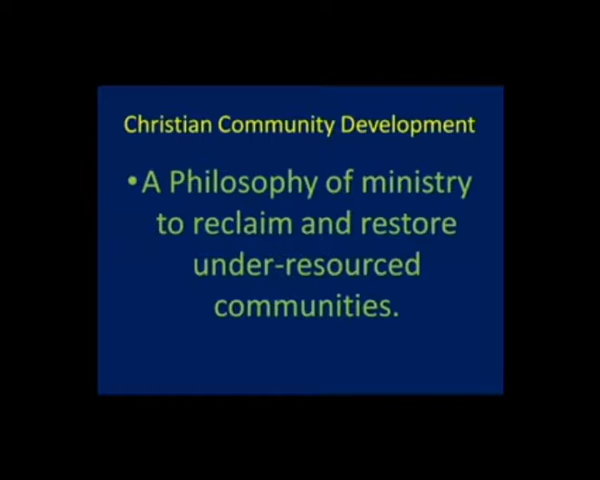 Christian Community Development
•A Philosophy of ministry
to reclaim and restore
under-resourced
communities.